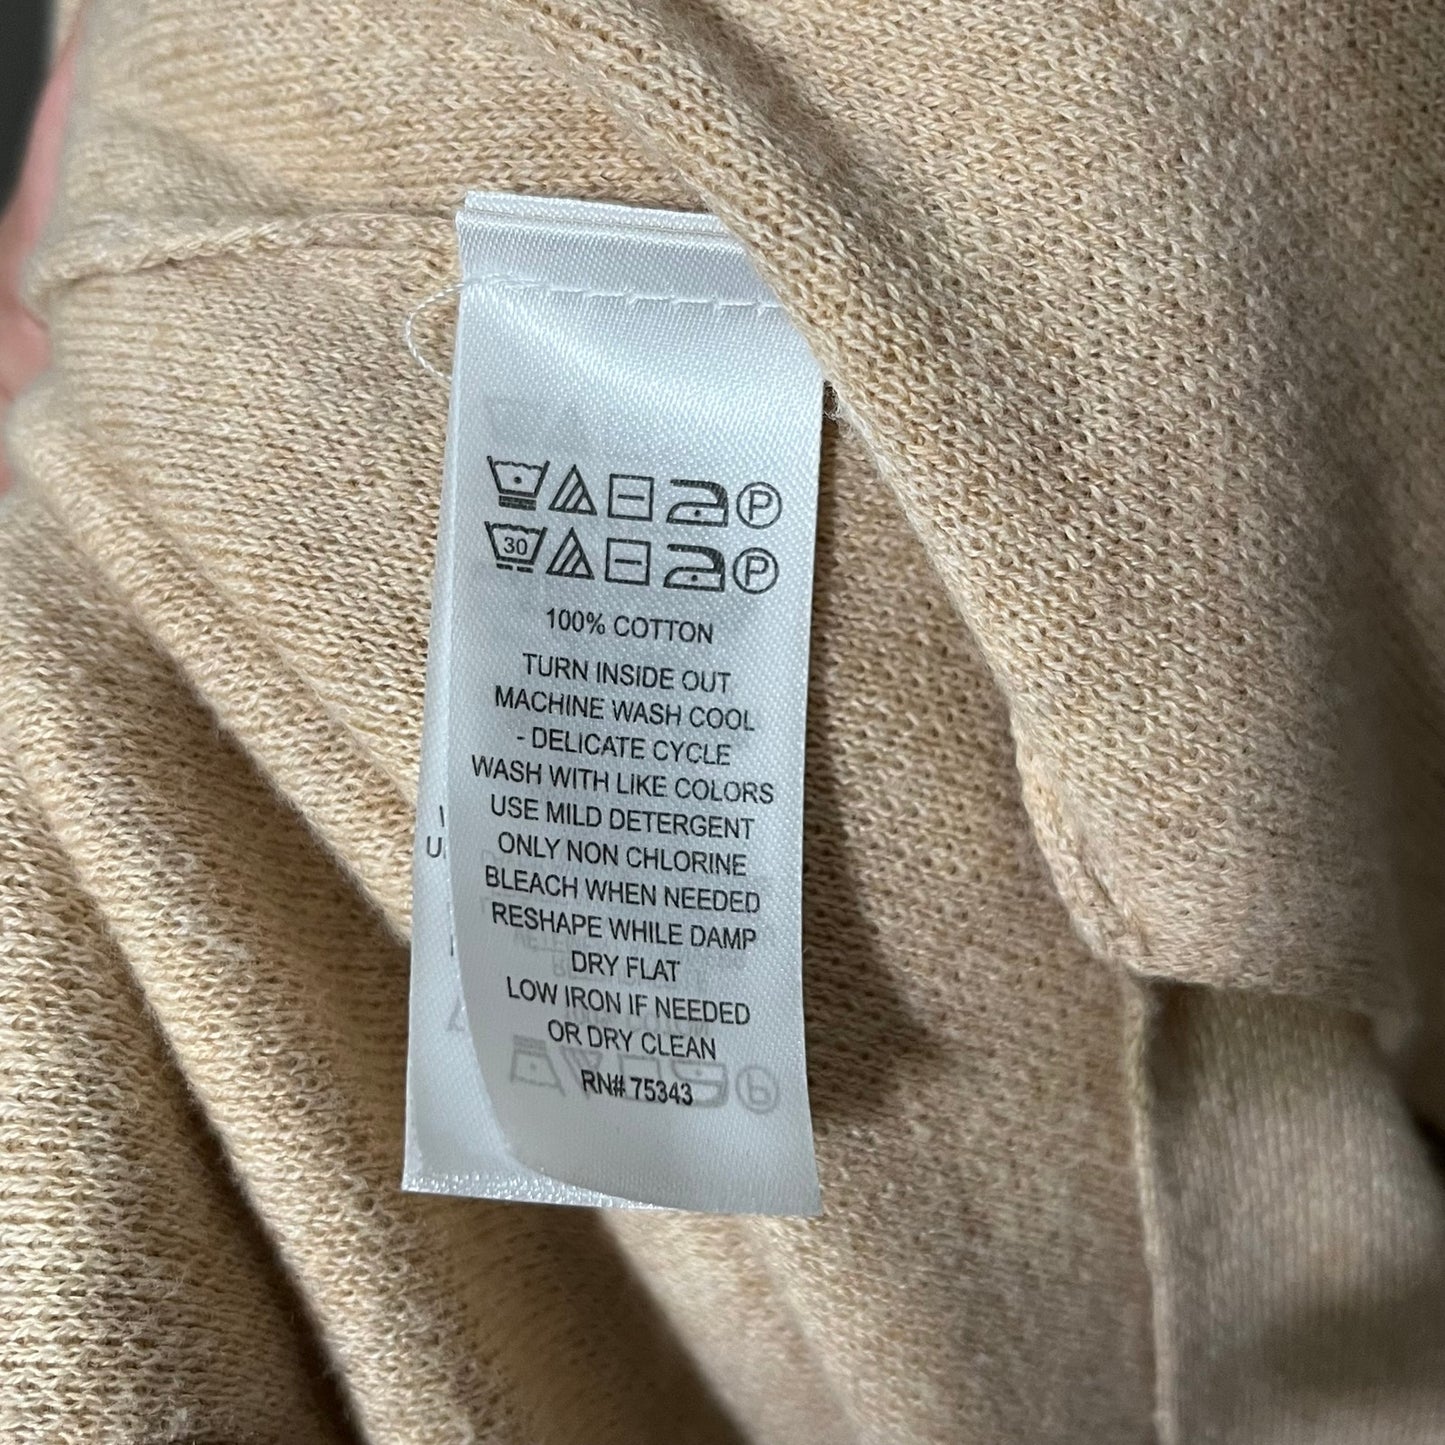 30
100% COTTON
TURN INSIDE OUT
MACHINE WASH COOL
- DELICATE CYCLE
WASH WITH LIKE COLORS
USE MILD DETERGENT
ONLY NON CHLORINE
BLEACH WHEN NEEDED
RESHAPE WHILE DAMP
DRY FLAT
LOW IRON IF NEEDED
OR DRY CLEAN
RN# 75343